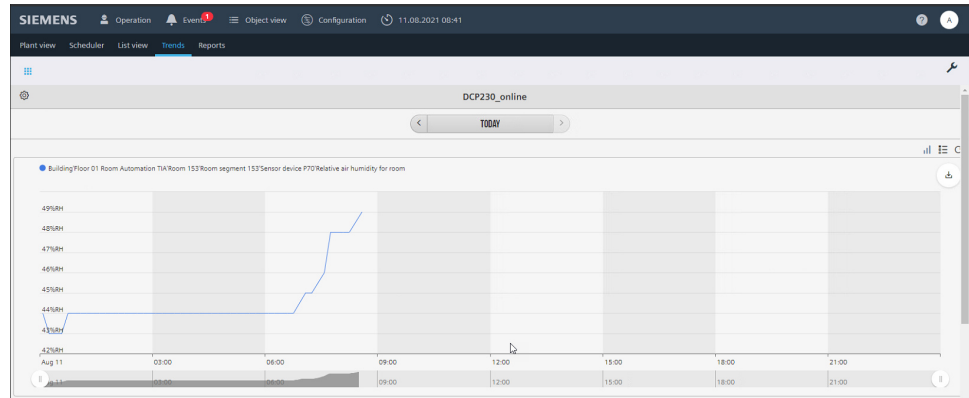 SIEMENS Operation Events 1 Object view Configuration 11.08.2021 08:41 ? A
Plant view Scheduler List view Trends Reports
DCP230_online
< TODAY >
Building'Floor 01 Room Automation TIA'Room 153'Room segment 153'Sensor device P70'Relative air humidity for room
49%RH
48%RH
47%RH
46%RH
45%RH
44%RH
43%RH
42%RH
Aug 11 03:00 06:00 09:00 12:00 15:00 18:00 21:00
03:00 06:00 09:00 12:00 15:00 18:00 21:00